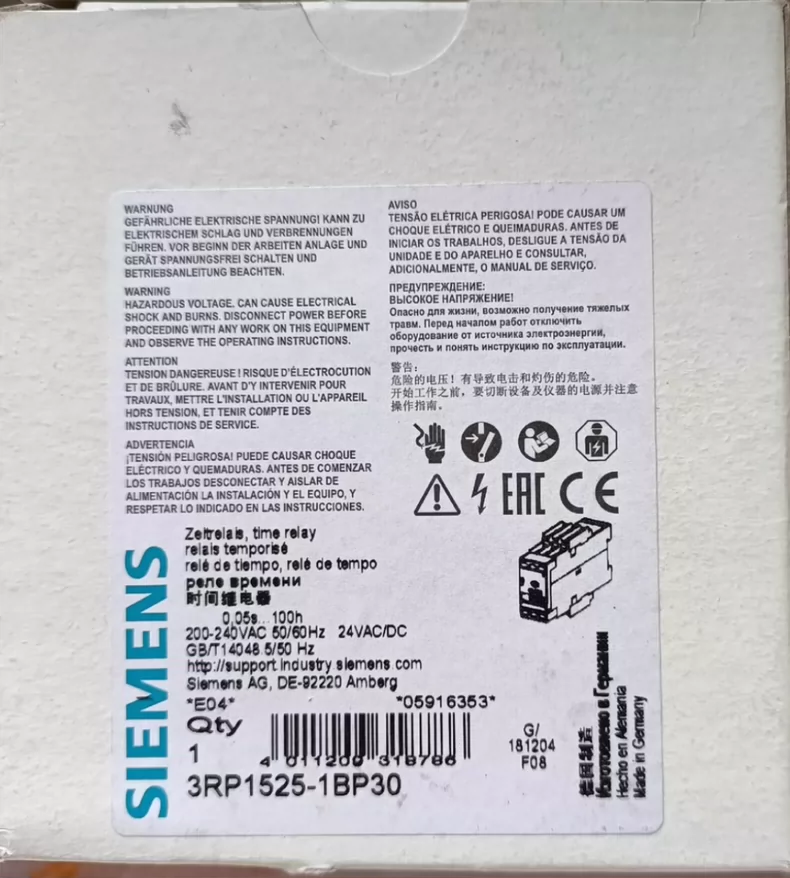 WARNUNG
GEFÄHRLICHE ELEKTRISCHE SPANNUNG! KANN ZU
ELEKTRISCHEM SCHLAG UND VERBRENNUNGEN
FÜHREN. VOR BEGINN DER ARBEITEN ANLAGE UND
GERÄT SPANNUNGSFREI SCHALTEN UND
BETRIEBSANLEITUNG BEACHTEN.
WARNING
HAZARDOUS VOLTAGE. CAN CAUSE ELECTRICAL
SHOCK AND BURNS. DISCONNECT POWER BEFORE
PROCEEDING WITH ANY WORK ON THIS EQUIPMENT
AND OBSERVE THE OPERATING INSTRUCTIONS.
ATTENTION
TENSION DANGEREUSE ! RISQUE D'ÉLECTROCUTION
ET DE BRÛLURE. AVANT D'Y INTERVENIR POUR
TRAVAUX, METTRE L'INSTALLATION OU L'APPAREIL
HORS TENSION, ET TENIR COMPTE DES
INSTRUCTIONS DE SERVICE.
ADVERTENCIA
¡TENSIÓN PELIGROSA! PUEDE CAUSAR CHOQUE
ELÉCTRICO Y QUEMADURAS. ANTES DE COMENZAR
LOS TRABAJOS DESCONECTAR Y AISLAR DE
ALIMENTACIÓN LA INSTALACIÓN Y EL EQUIPO, Y
RESPETAR LO INDICADO EN LAS INSTRUCCIONES.
AVISO
TENSÃO ELÉTRICA PERIGOSA! PODE CAUSAR UM
CHOQUE ELÉTRICO E QUEIMADURAS. ANTES DE
INICIAR OS TRABALHOS, DESLIGUE A TENSÃO DA
UNIDADE E DO APARELHO E CONSULTAR,
ADICIONALMENTE, O MANUAL DE SERVIÇO.
ПРЕДУПРЕЖДЕНИЕ:
ВЫСОКОЕ НАПРЯЖЕНИЕ!
Опасно для жизни, возможно получение тяжелых
травм. Перед началом работ отключить
оборудование от источника электроэнергии,
прочесть и понять инструкцию по эксплуатации.
警告:
危险的电压! 有导致电击和灼伤的危险。
开始工作之前, 要切断设备及仪器的电源并注意
操作指南。
EAC CE
SIEMENS
Zeitrelais, time relay
relais temporisé
relé de tiempo, relé de tempo
реле времени
时间继电器
0,05s...100h
200-240VAC 50/60Hz 24VAC/DC
GB/T14048.5/50 Hz
http://support.industry.siemens.com
Siemens AG, DE-92220 Amberg
*E04* *05916353*
Qty
1
4 011209 318786
3RP1525-1BP30
G/
181204
F08
德国制造
Изготовлено в Германии
Hecho en Alemania
Made in Germany